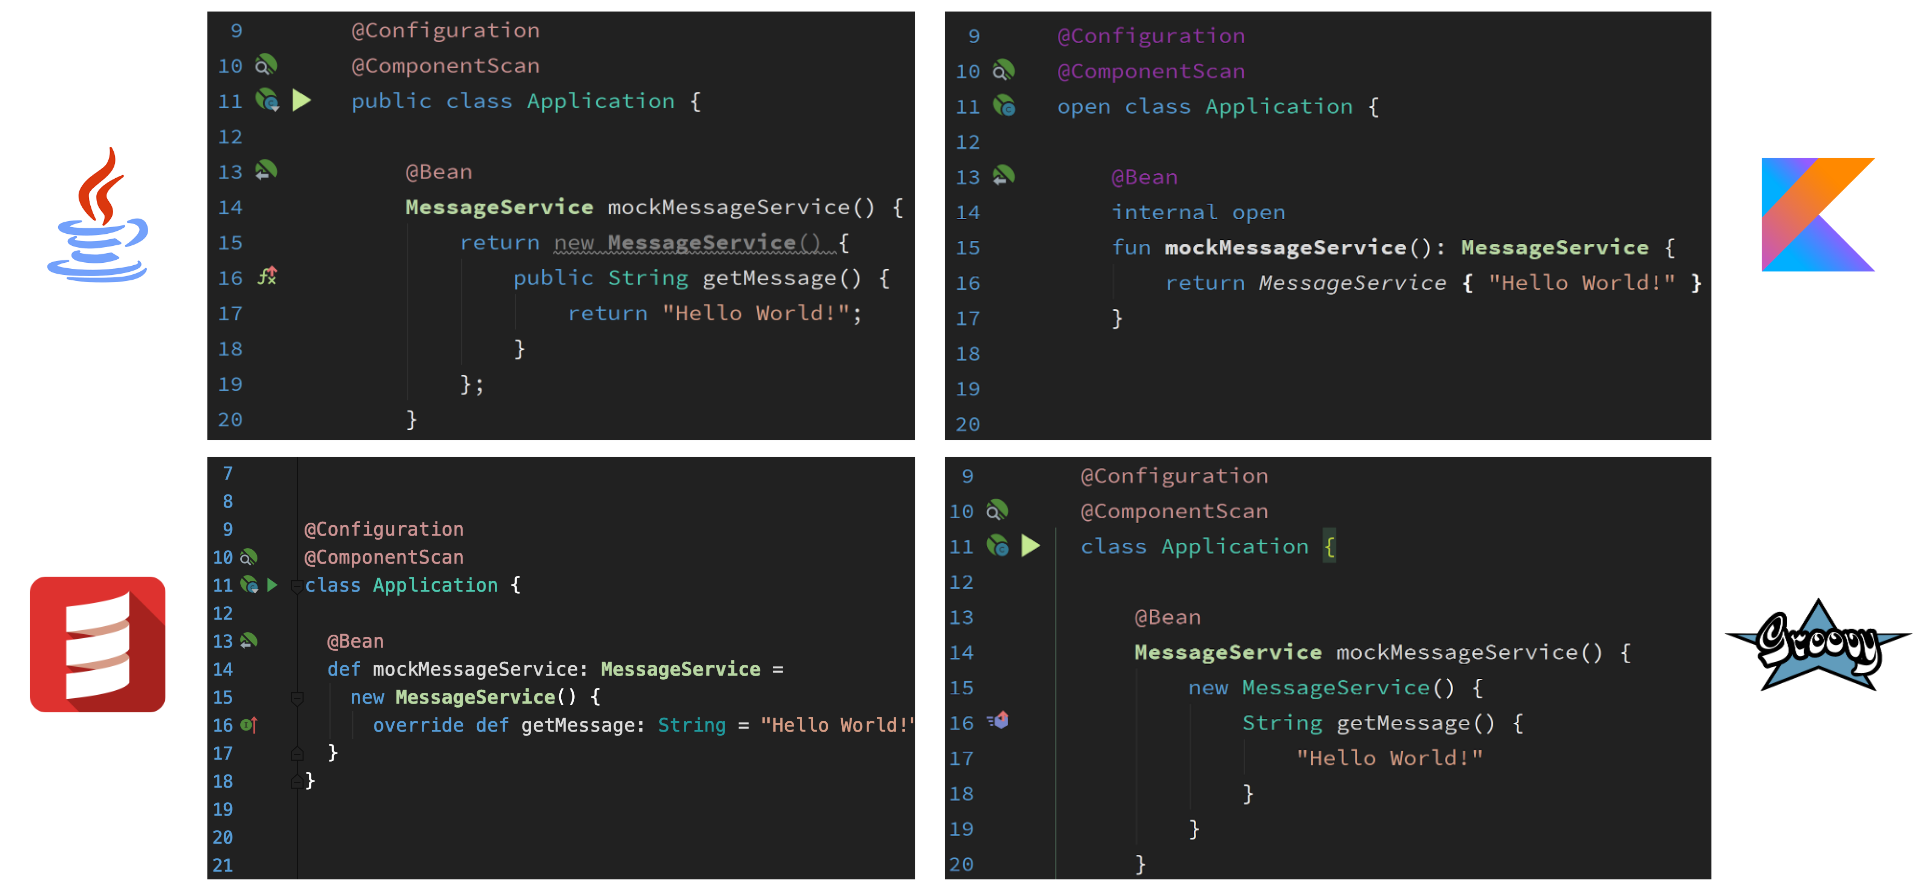 9 @Configuration
10 @ComponentScan
11 public class Application {
12
13 @Bean
14 MessageService mockMessageService() {
15 return new MessageService() {
16 public String getMessage() {
17 return "Hello World!";
18 }
19 };
20 }
9 @Configuration
10 @ComponentScan
11 open class Application {
12
13 @Bean
14 internal open
15 fun mockMessageService(): MessageService {
16 return MessageService { "Hello World!" }
17 }
18
19
20
7
8
9 @Configuration
10 @ComponentScan
11 class Application {
12
13 @Bean
14 def mockMessageService: MessageService =
15 new MessageService() {
16 override def getMessage: String = "Hello World!"
17 }
18 }
19
20
21
9 @Configuration
10 @ComponentScan
11 class Application {
12
13 @Bean
14 MessageService mockMessageService() {
15 new MessageService() {
16 String getMessage() {
17 "Hello World!"
18 }
19 }
20 }
Groovy